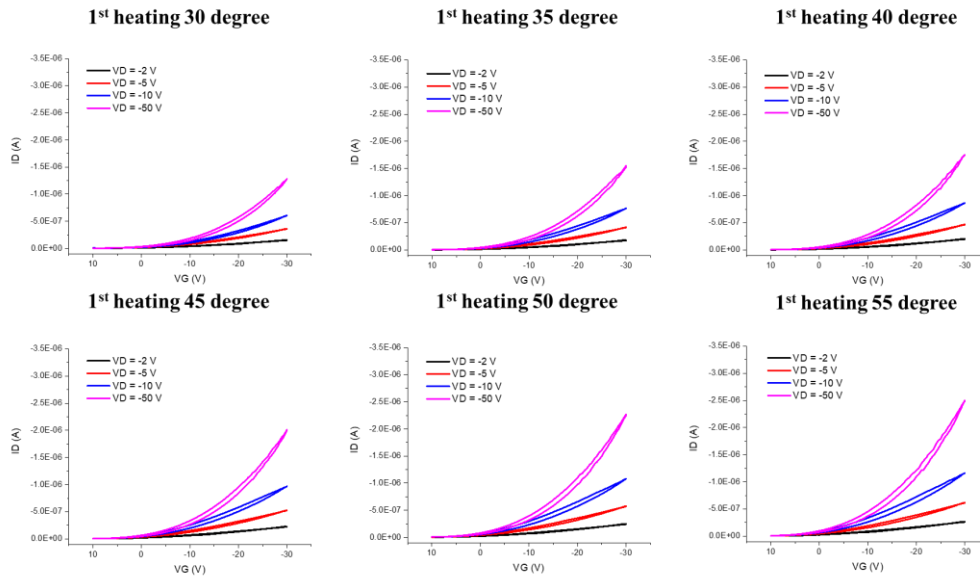 1st heating 30 degree
-3.5E-06
-3.0E-06
-2.5E-06
-2.0E-06
-1.5E-06
-1.0E-06
-5.0E-07
0.0E+00
ID (A)
VD = -2 V
VD = -5 V
VD = -10 V
VD = -50 V
10 0 -10 -20 -30
VG (V)
1st heating 35 degree
-3.5E-06
-3.0E-06
-2.5E-06
-2.0E-06
-1.5E-06
-1.0E-06
-5.0E-07
0.0E+00
ID (A)
VD = -2 V
VD = -5 V
VD = -10 V
VD = -50 V
10 0 -10 -20 -30
VG (V)
1st heating 40 degree
-3.5E-06
-3.0E-06
-2.5E-06
-2.0E-06
-1.5E-06
-1.0E-06
-5.0E-07
0.0E+00
ID (A)
VD = -2 V
VD = -5 V
VD = -10 V
VD = -50 V
10 0 -10 -20 -30
VG (V)
1st heating 45 degree
-3.5E-06
-3.0E-06
-2.5E-06
-2.0E-06
-1.5E-06
-1.0E-06
-5.0E-07
0.0E+00
ID (A)
VD = -2 V
VD = -5 V
VD = -10 V
VD = -50 V
10 0 -10 -20 -30
VG (V)
1st heating 50 degree
-3.5E-06
-3.0E-06
-2.5E-06
-2.0E-06
-1.5E-06
-1.0E-06
-5.0E-07
0.0E+00
ID (A)
VD = -2 V
VD = -5 V
VD = -10 V
VD = -50 V
10 0 -10 -20 -30
VG (V)
1st heating 55 degree
-3.5E-06
-3.0E-06
-2.5E-06
-2.0E-06
-1.5E-06
-1.0E-06
-5.0E-07
0.0E+00
ID (A)
VD = -2 V
VD = -5 V
VD = -10 V
VD = -50 V
10 0 -10 -20 -30
VG (V)